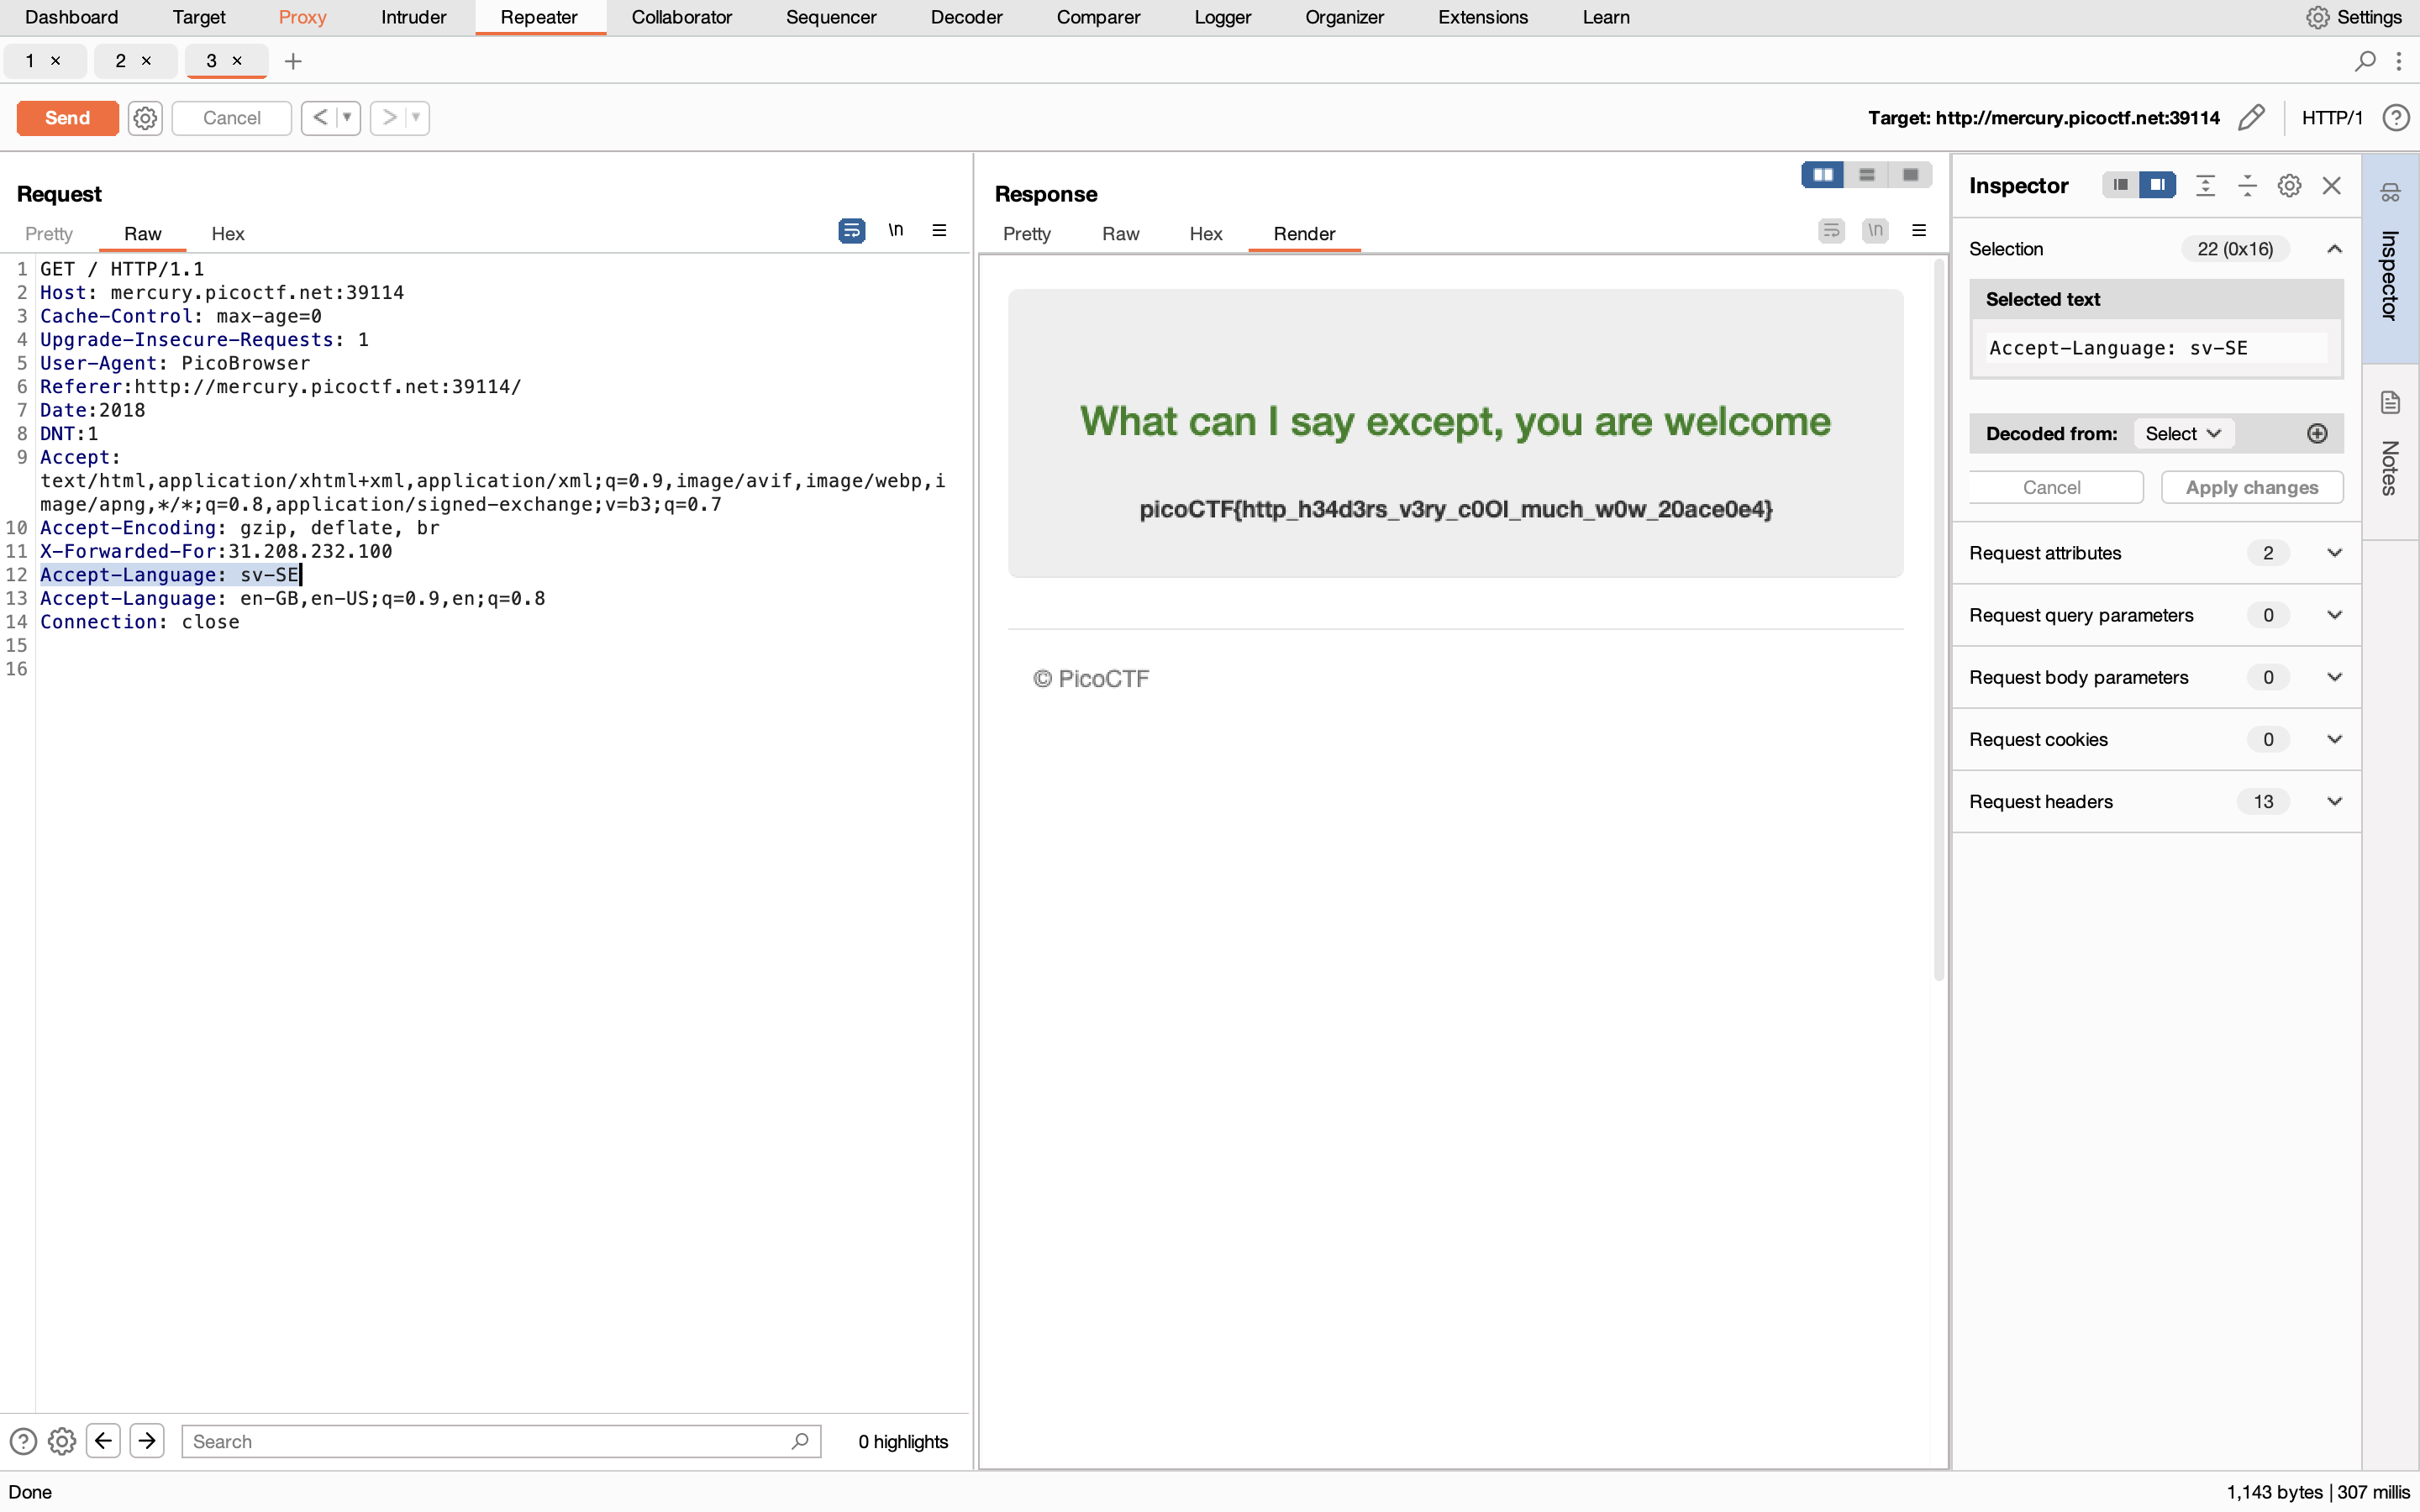 Dashboard Target Proxy Intruder Repeater Collaborator Sequencer Decoder Comparer Logger Organizer Extensions Learn Settings
1 × 2 × 3 × +
Send Cancel < > Target: http://mercury.picoctf.net:39114 HTTP/1 ?
Request
Pretty Raw Hex \n
1 GET / HTTP/1.1
2 Host: mercury.picoctf.net:39114
3 Cache-Control: max-age=0
4 Upgrade-Insecure-Requests: 1
5 User-Agent: PicoBrowser
6 Referer:http://mercury.picoctf.net:39114/
7 Date:2018
8 DNT:1
9 Accept:
text/html,application/xhtml+xml,application/xml;q=0.9,image/avif,image/webp,i
mage/apng,*/*;q=0.8,application/signed-exchange;v=b3;q=0.7
10 Accept-Encoding: gzip, deflate, br
11 X-Forwarded-For:31.208.232.100
12 Accept-Language: sv-SE
13 Accept-Language: en-GB,en-US;q=0.9,en;q=0.8
14 Connection: close
15
16
? Search 0 highlights
Response
Pretty Raw Hex Render \n
What can I say except, you are welcome
picoCTF{http_h34d3rs_v3ry_c0Ol_much_w0w_20ace0e4}
© PicoCTF
Inspector
Selection 22 (0x16)
Selected text
Accept-Language: sv-SE
Decoded from: Select
Cancel Apply changes
Request attributes 2
Request query parameters 0
Request body parameters 0
Request cookies 0
Request headers 13
Inspector
Notes
Done 1,143 bytes | 307 millis